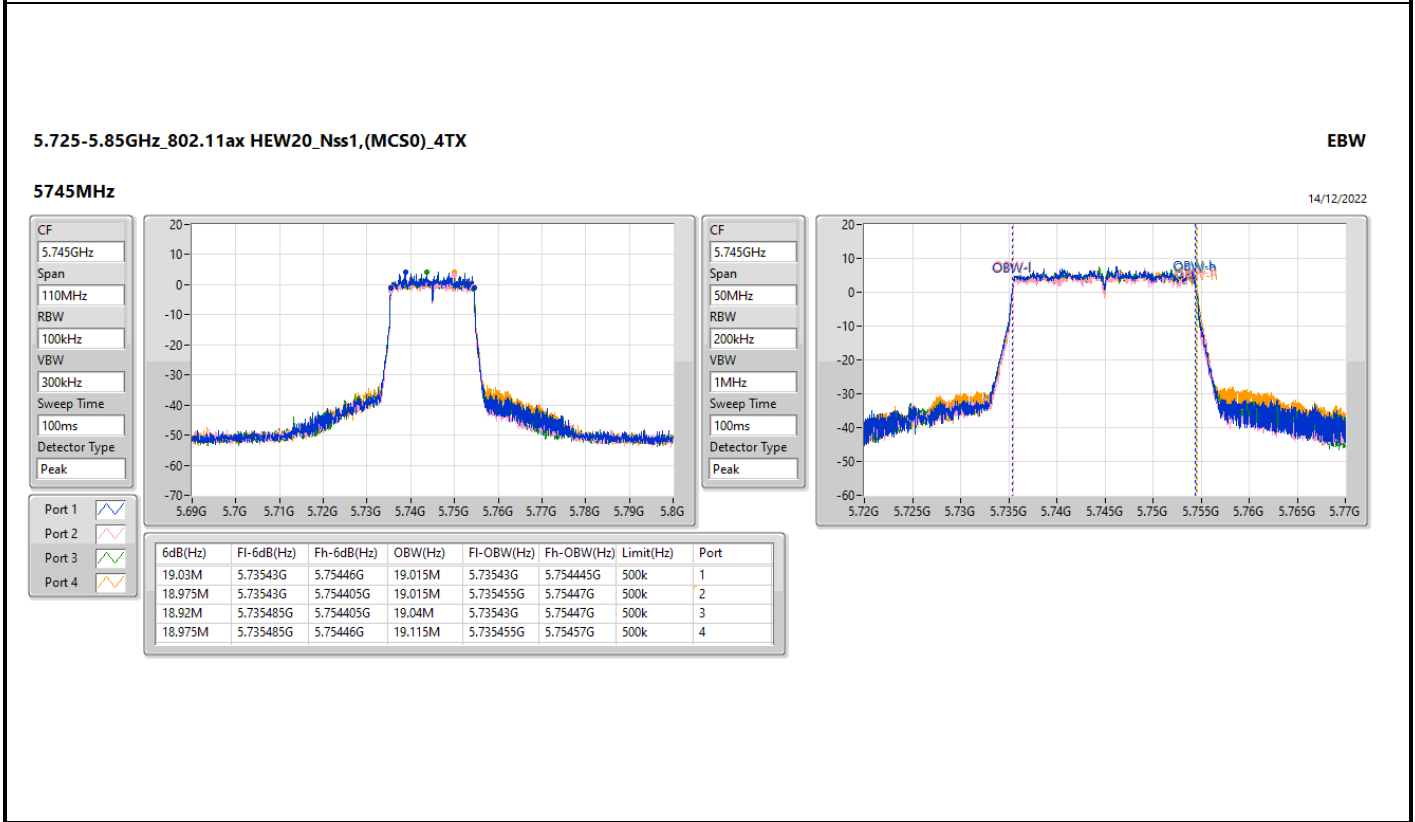 5.725-5.85GHz_802.11ax HEW20_Nss1,(MCS0)_4TX EBW
5745MHz
14/12/2022
CF
5.745GHz
Span
110MHz
RBW
100kHz
VBW
300kHz
Sweep Time
100ms
Detector Type
Peak
20
10
0
-10
-20
-30
-40
-50
-60
-70
5.69G 5.7G 5.71G 5.72G 5.73G 5.74G 5.75G 5.76G 5.77G 5.78G 5.79G 5.8G
CF
5.745GHz
Span
50MHz
RBW
200kHz
VBW
1MHz
Sweep Time
100ms
Detector Type
Peak
20
10
0
-10
-20
-30
-40
-50
-60
OBW-l OBW-h
5.72G 5.725G 5.73G 5.735G 5.74G 5.745G 5.75G 5.755G 5.76G 5.765G 5.77G
Port 1
Port 2
Port 3
Port 4
6dB(Hz) Fl-6dB(Hz) Fh-6dB(Hz) OBW(Hz) Fl-OBW(Hz) Fh-OBW(Hz) Limit(Hz) Port
19.03M 5.73543G 5.75446G 19.015M 5.73543G 5.754445G 500k 1
18.975M 5.73543G 5.754405G 19.015M 5.735455G 5.75447G 500k 2
18.92M 5.735485G 5.754405G 19.04M 5.73543G 5.75447G 500k 3
18.975M 5.735485G 5.75446G 19.115M 5.735455G 5.75457G 500k 4